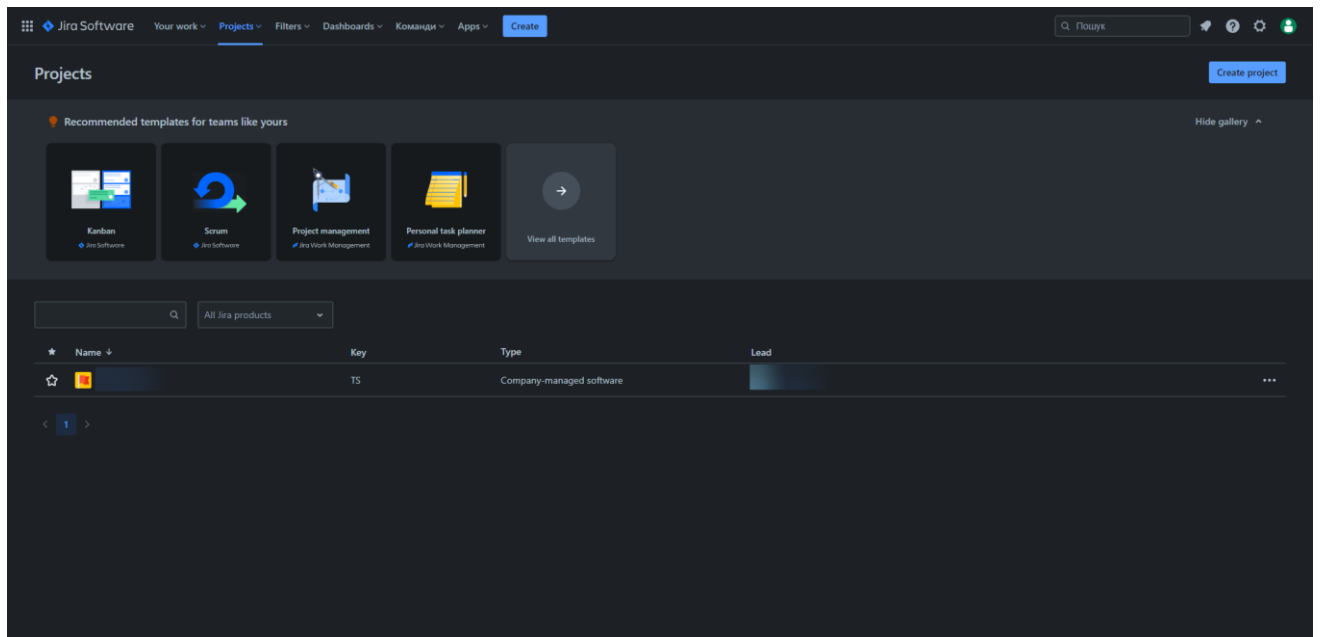 Jira Software Your work Projects Filters Dashboards Команди Apps Create Пошук
Projects
Create project
Recommended templates for teams like yours
Hide gallery
Kanban
Jira Software
Scrum
Jira Software
Project management
Jira Work Management
Personal task planner
Jira Work Management
View all templates
All Jira products
Name Key Type Lead
TS Company-managed software
1